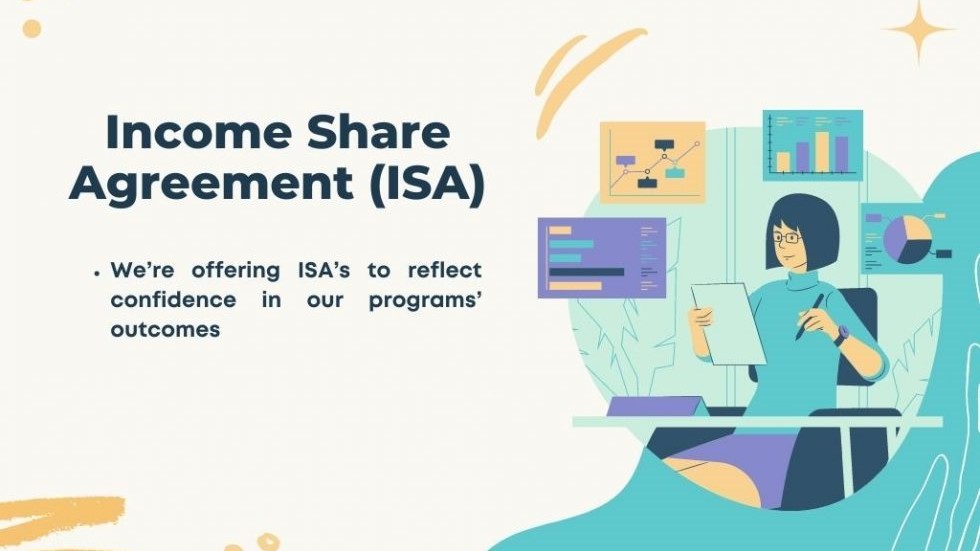 Income Share
Agreement (ISA)
• We're offering ISA's to reflect
confidence in our programs'
outcomes